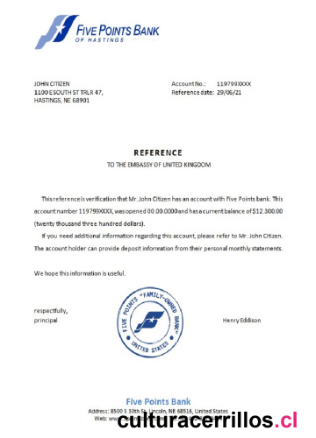 FIVE POINTS BANK
OF HASTINGS
JOHN CITIZEN
1100 E SOUTH ST TRLR 47,
HASTINGS, NE 68901
Account No.: 119799XXXX
Reference date: 29/06/21
REFERENCE
TO THE EMBASSY OF UNITED KINGDOM
This reference is verification that Mr. John Citizen has an account with Five Points bank. This
account number 119799XXXX, was opened 00.00.0000 and has a current balance of $12,300.00
(twenty thousand three hundred dollars).
If you need additional information regarding this account, please refer to Mr. John Citizen.
The account holder can provide deposit information from their personal monthly statements.
We hope this information is useful.
respectfully,
principal
FIVE POINTS "FAMILY-OWNED BANK"
UNITED STATES
Henry Eddison
Five Points Bank
Address: 8500 S 30th St, Lincoln, NE 68516, United States
Web: www
culturacerrillos.cl